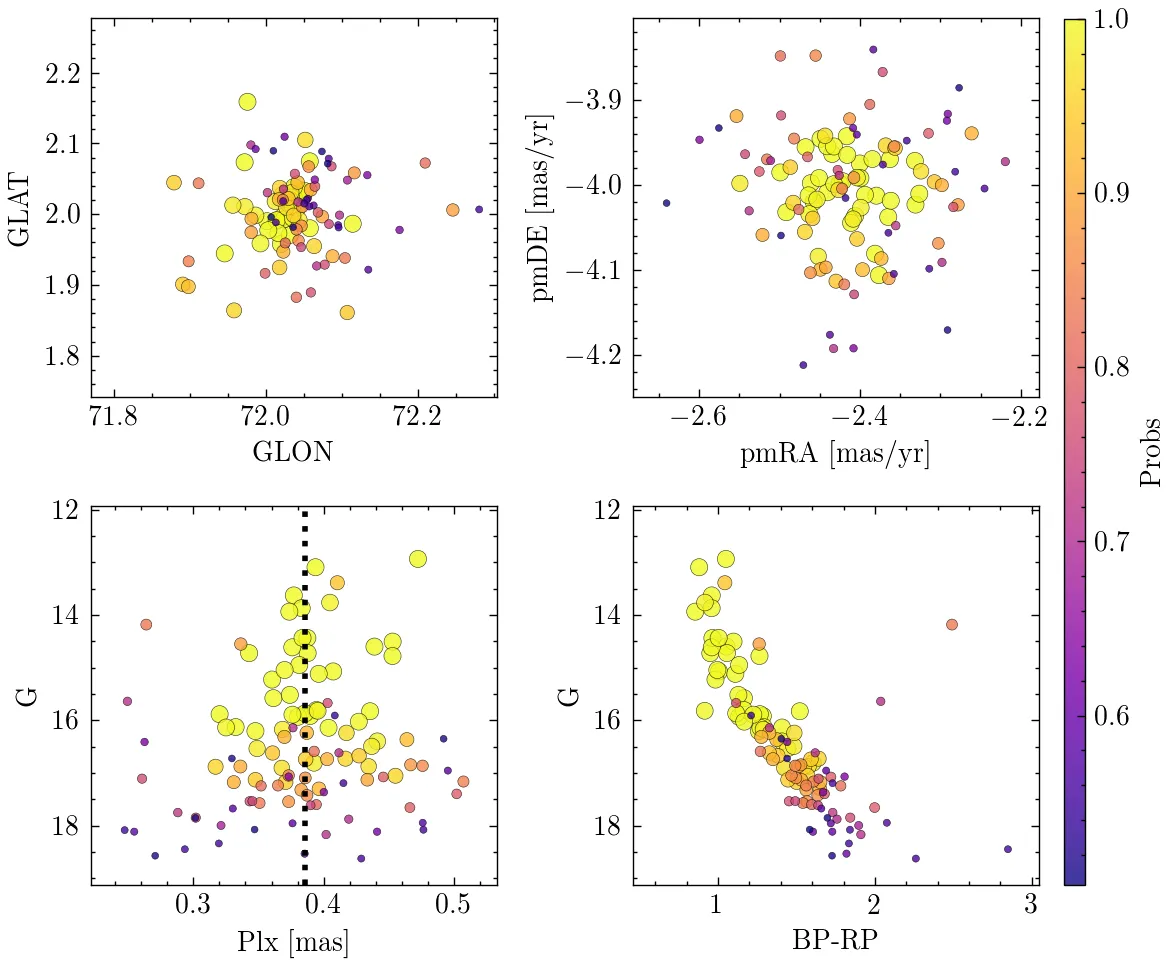 2.2
2.1
2.0
1.9
1.8
GLAT
71.8 72.0 72.2
GLON
−3.9
−4.0
−4.1
−4.2
pmDE [mas/yr]
−2.6 −2.4 −2.2
pmRA [mas/yr]
12
14
16
18
G
0.3 0.4 0.5
Plx [mas]
12
14
16
18
G
1 2 3
BP-RP
1.0
0.9
0.8
0.7
0.6
Probs